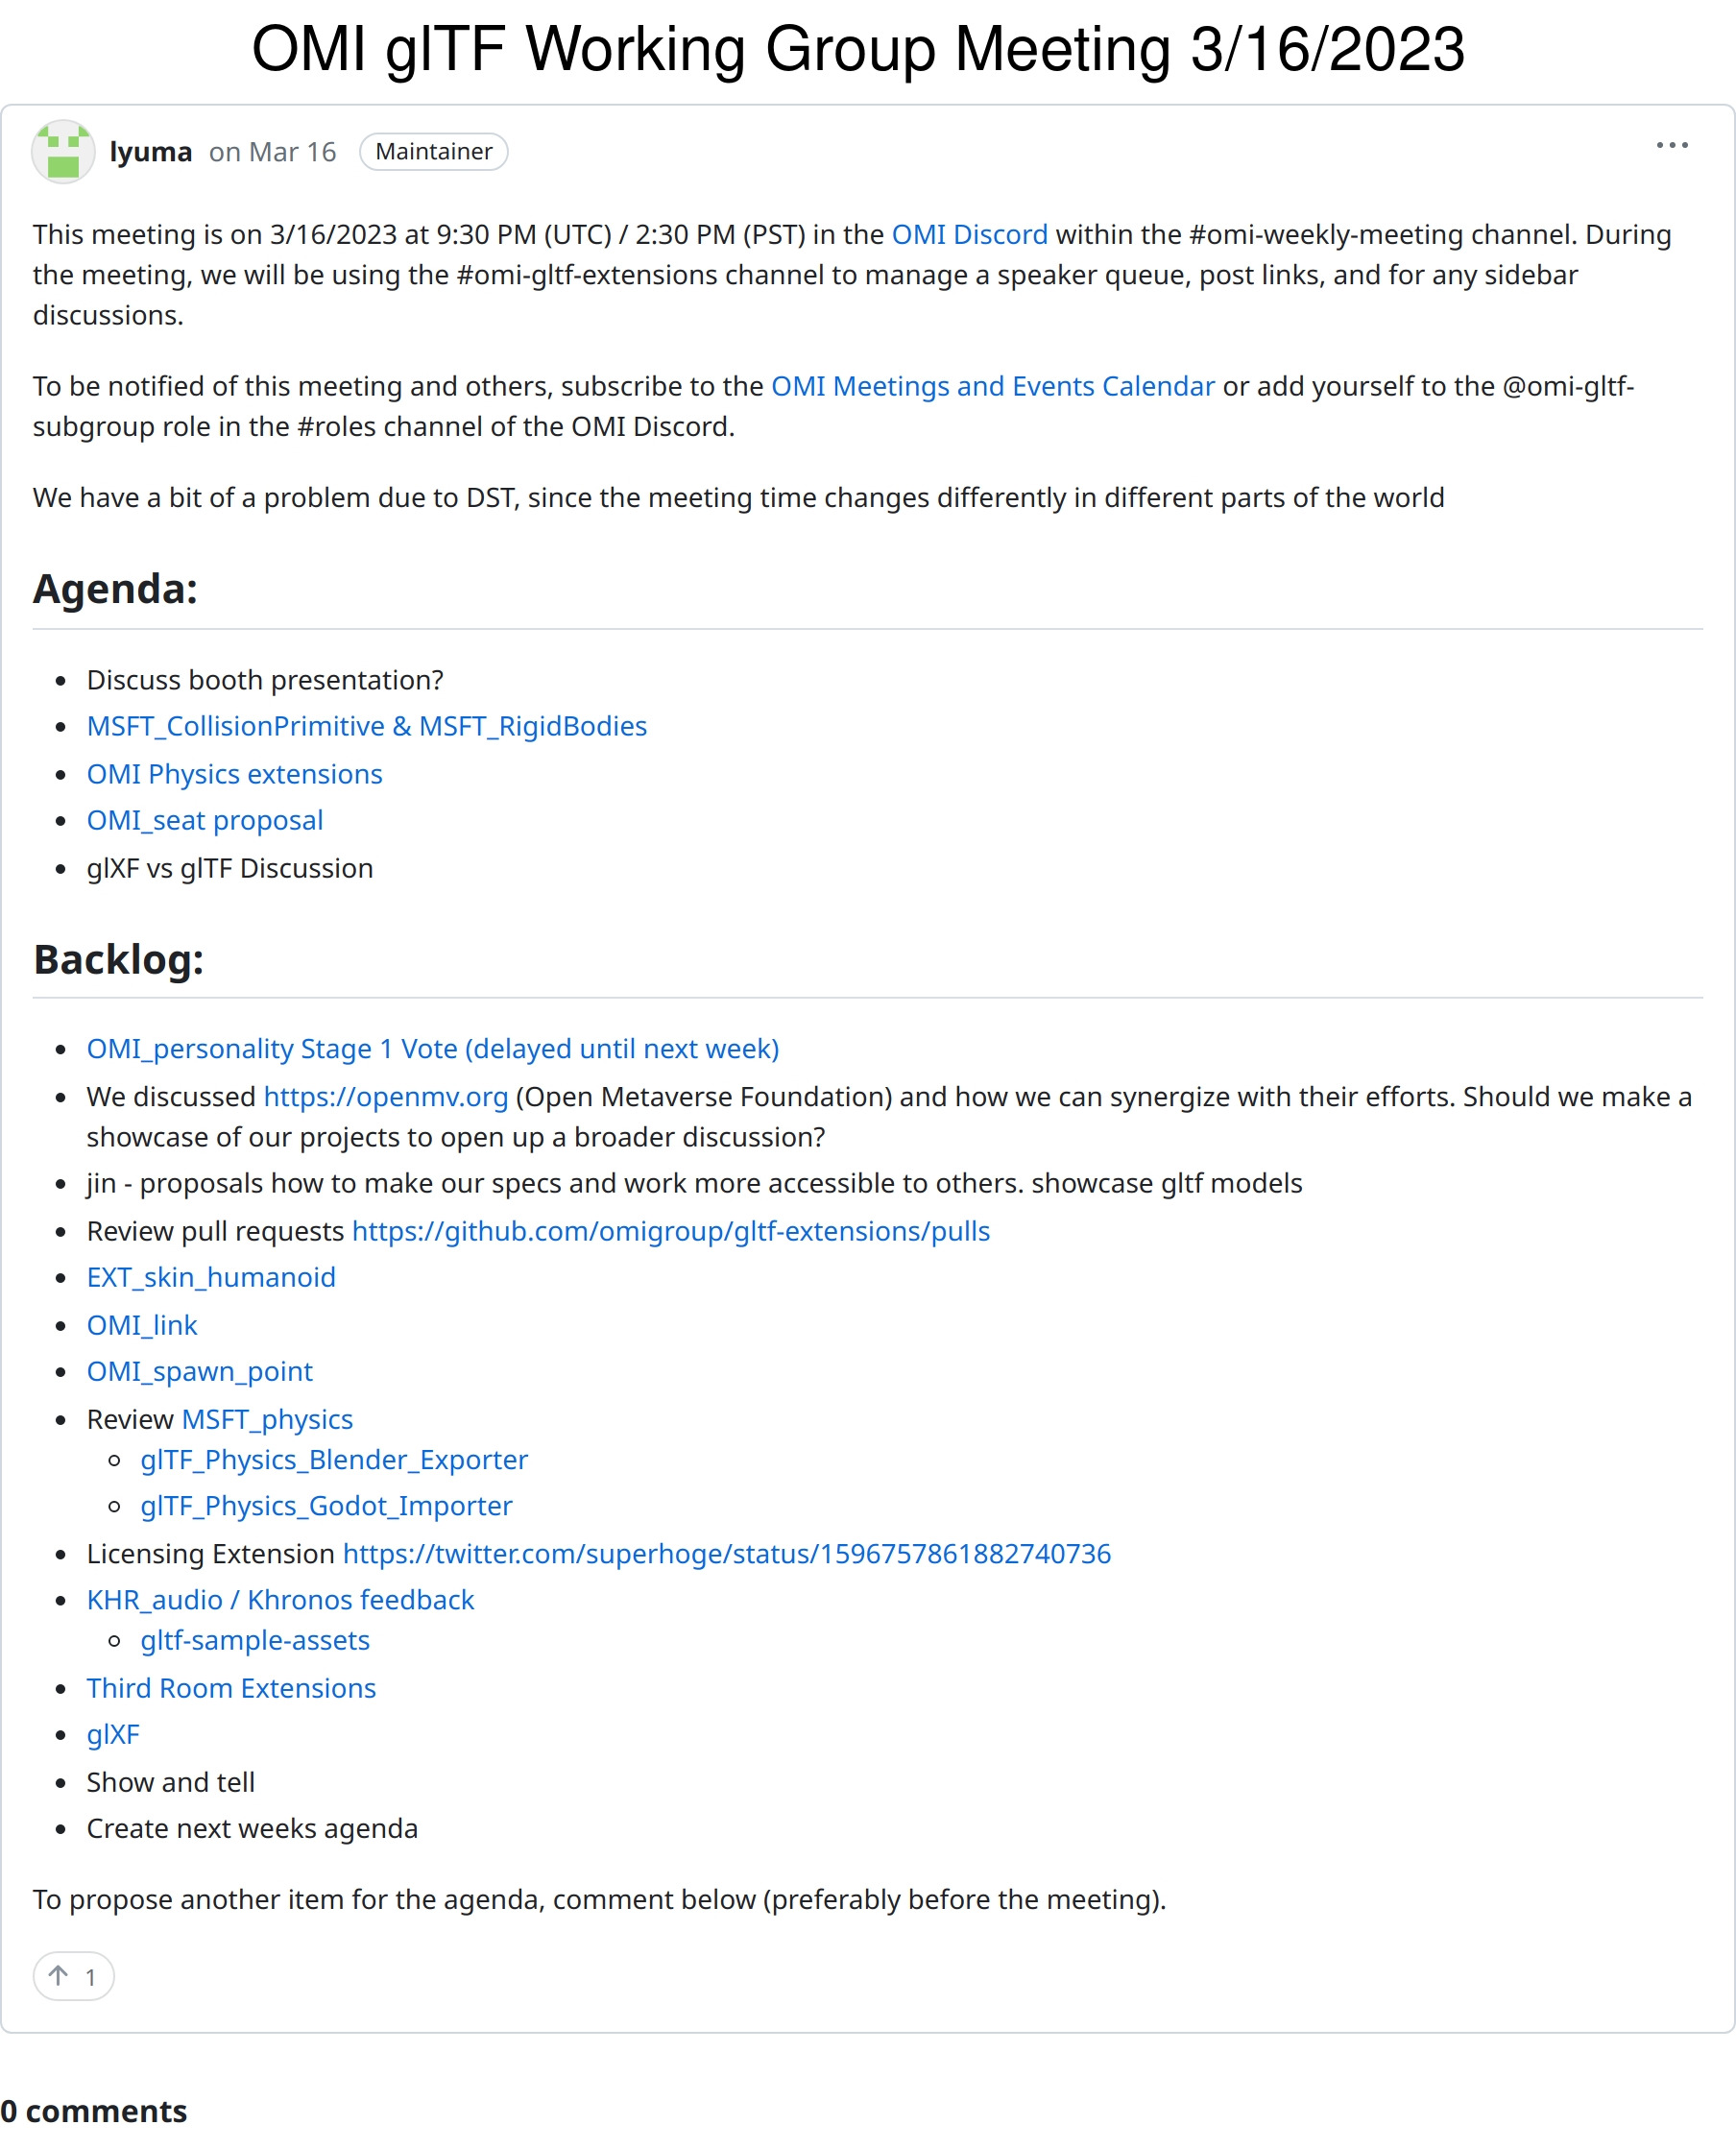 OMI glTF Working Group Meeting 3/16/2023
lyuma on Mar 16 Maintainer
This meeting is on 3/16/2023 at 9:30 PM (UTC) / 2:30 PM (PST) in the OMI Discord within the #omi-weekly-meeting channel. During
the meeting, we will be using the #omi-gltf-extensions channel to manage a speaker queue, post links, and for any sidebar
discussions.
To be notified of this meeting and others, subscribe to the OMI Meetings and Events Calendar or add yourself to the @omi-gltf-
subgroup role in the #roles channel of the OMI Discord.
We have a bit of a problem due to DST, since the meeting time changes differently in different parts of the world
Agenda:
• Discuss booth presentation?
• MSFT_CollisionPrimitive & MSFT_RigidBodies
• OMI Physics extensions
• OMI_seat proposal
• glXF vs glTF Discussion
Backlog:
• OMI_personality Stage 1 Vote (delayed until next week)
• We discussed https://openmv.org (Open Metaverse Foundation) and how we can synergize with their efforts. Should we make a
showcase of our projects to open up a broader discussion?
• jin - proposals how to make our specs and work more accessible to others. showcase gltf models
• Review pull requests https://github.com/omigroup/gltf-extensions/pulls
• EXT_skin_humanoid
• OMI_link
• OMI_spawn_point
• Review MSFT_physics
◦ glTF_Physics_Blender_Exporter
◦ glTF_Physics_Godot_Importer
• Licensing Extension https://twitter.com/superhoge/status/1596757861882740736
• KHR_audio / Khronos feedback
◦ gltf-sample-assets
• Third Room Extensions
• glXF
• Show and tell
• Create next weeks agenda
To propose another item for the agenda, comment below (preferably before the meeting).
↑ 1
0 comments